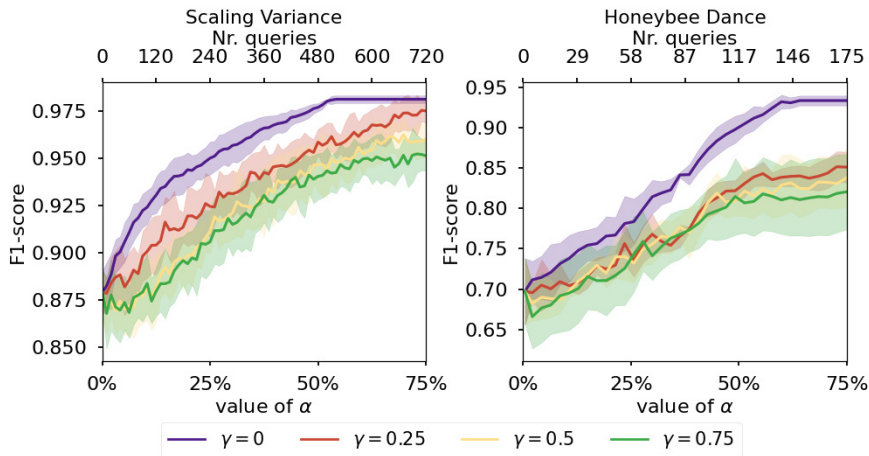 Scaling Variance
Nr. queries
0 120 240 360 480 600 720
F1-score
0.975
0.950
0.925
0.900
0.875
0.850
0% 25% 50% 75%
value of α
Honeybee Dance
Nr. queries
0 29 58 87 117 146 175
F1-score
0.95
0.90
0.85
0.80
0.75
0.70
0.65
0% 25% 50% 75%
value of α
γ = 0 γ = 0.25 γ = 0.5 γ = 0.75